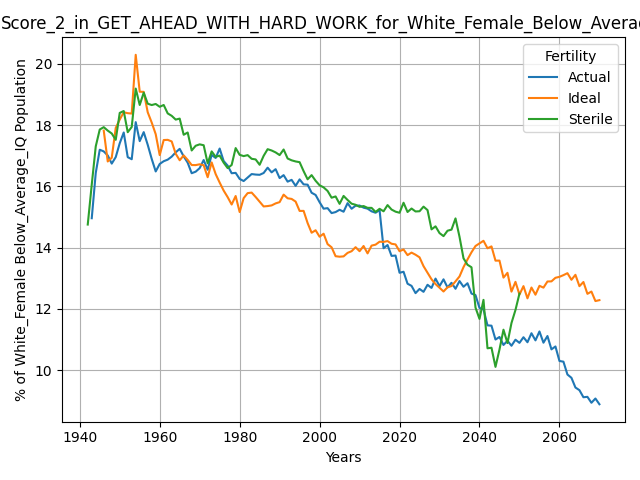 Score_2_in_GET_AHEAD_WITH_HARD_WORK_for_White_Female_Below_Avera
Fertility
Actual
Ideal
Sterile
% of White_Female Below_Average_IQ Population
20
18
16
14
12
10
1940
1960
1980
2000
2020
2040
2060
Years